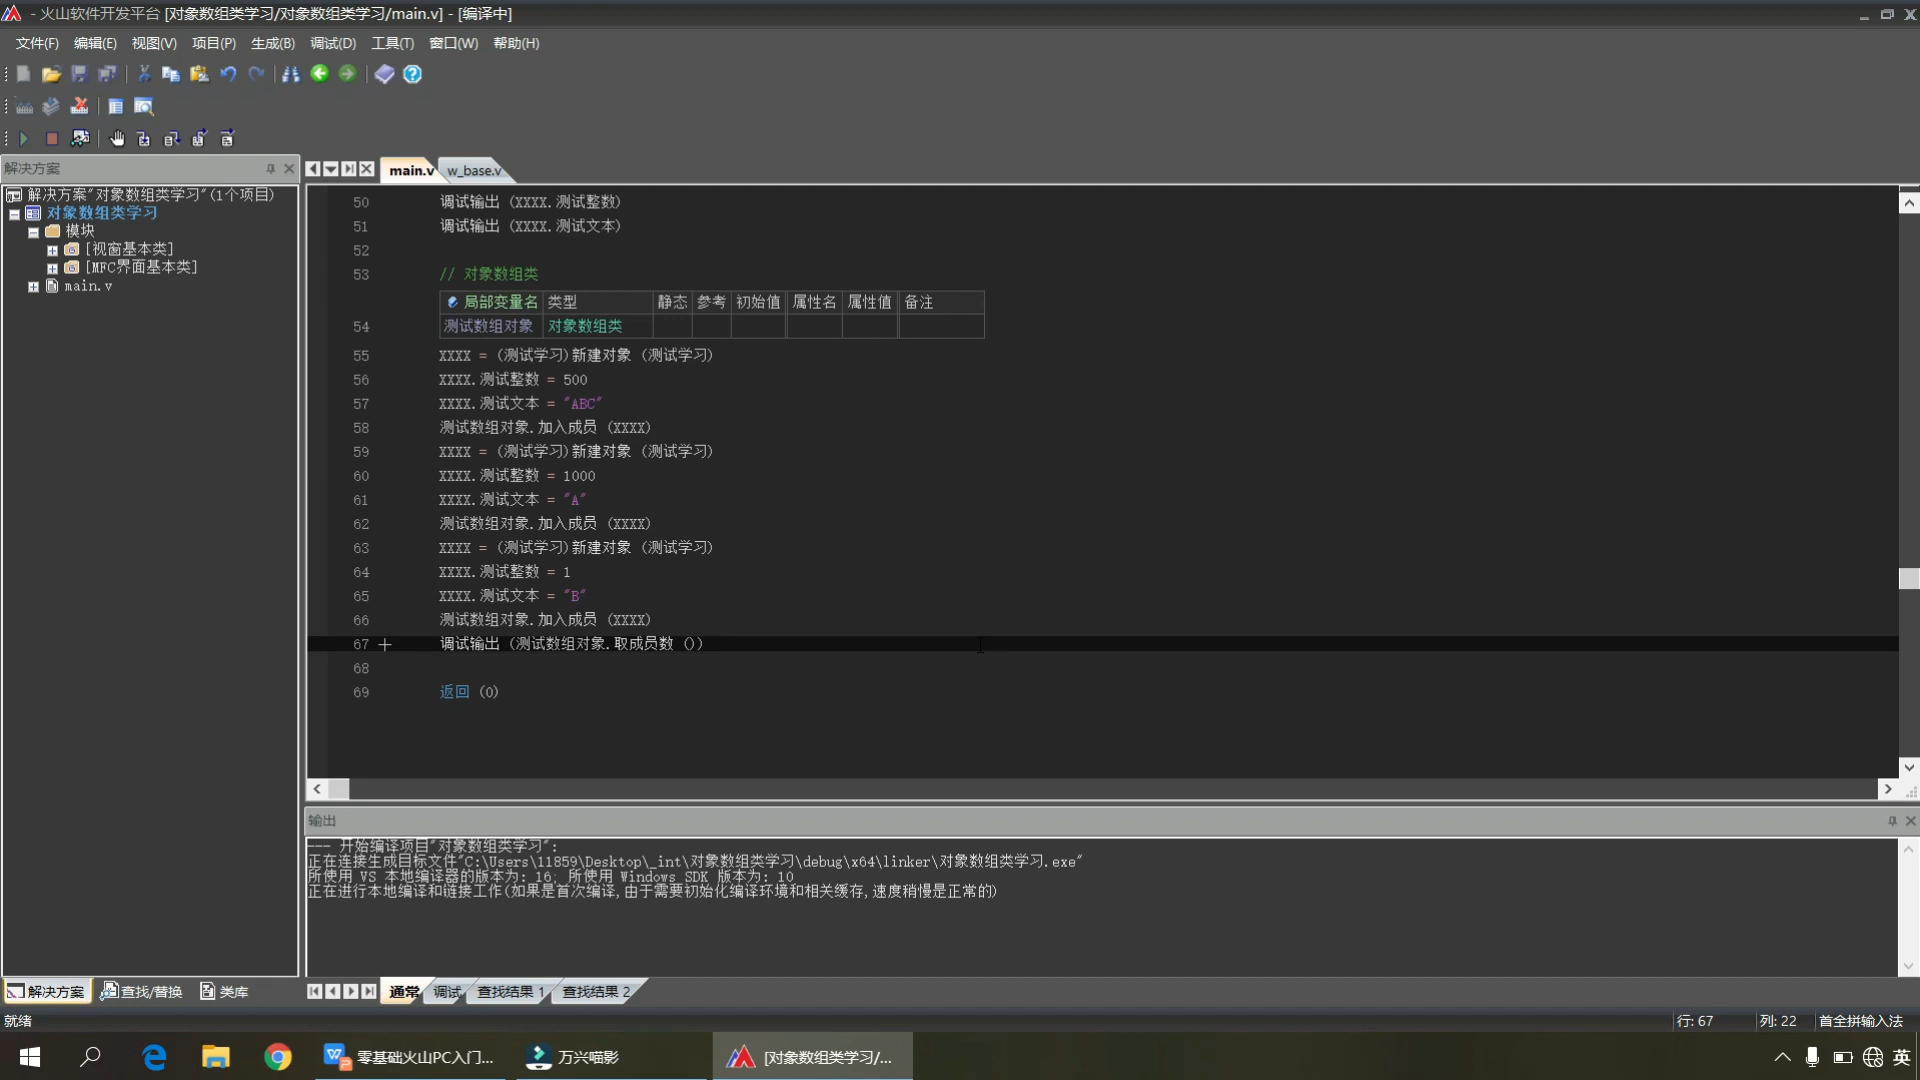 - 火山软件开发平台 [对象数组类学习/对象数组类学习/main.v] - [编译中]
文件(F) 编辑(E) 视图(V) 项目(P) 生成(B) 调试(D) 工具(T) 窗口(W) 帮助(H)
解决方案
main.v
w_base.v
解决方案"对象数组类学习"(1个项目)
对象数组类学习
模块
[视窗基本类]
[MFC界面基本类]
main.v
50 调试输出 (XXXX.测试整数)
51 调试输出 (XXXX.测试文本)
52
53 // 对象数组类
局部变量名 类型 静态 参考 初始值 属性名 属性值 备注
54 测试数组对象 对象数组类
55 XXXX = (测试学习)新建对象 (测试学习)
56 XXXX.测试整数 = 500
57 XXXX.测试文本 = "ABC"
58 测试数组对象.加入成员 (XXXX)
59 XXXX = (测试学习)新建对象 (测试学习)
60 XXXX.测试整数 = 1000
61 XXXX.测试文本 = "A"
62 测试数组对象.加入成员 (XXXX)
63 XXXX = (测试学习)新建对象 (测试学习)
64 XXXX.测试整数 = 1
65 XXXX.测试文本 = "B"
66 测试数组对象.加入成员 (XXXX)
67 调试输出 (测试数组对象.取成员数 ())
68
69 返回 (0)
输出
--- 开始编译项目"对象数组类学习":
正在连接生成目标文件"C:\Users\11859\Desktop\_int\对象数组类学习\debug\x64\linker\对象数组类学习.exe"
所使用 VS 本地编译器的版本为: 16; 所使用 Windows SDK 版本为: 10
正在进行本地编译和链接工作(如果是首次编译,由于需要初始化编译环境和相关缓存,速度稍慢是正常的)
解决方案 查找/替换 类库
通常 调试 查找结果 1 查找结果 2
就绪
行: 67 列: 22 首全拼输入法
零基础火山PC入门...
万兴喵影
[对象数组类学习/...
英